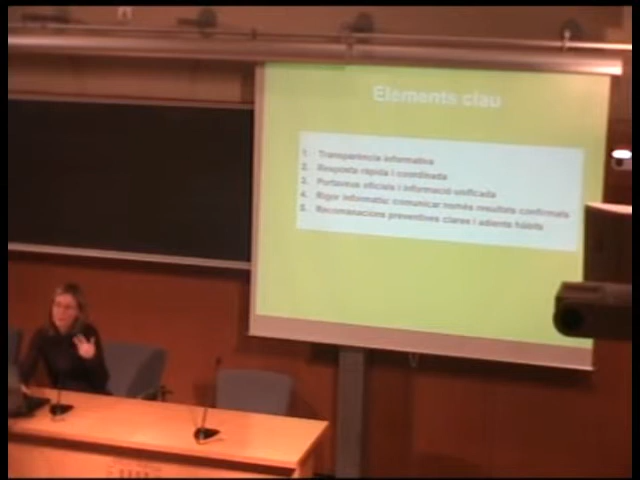 Elements clau
1. Transparència informativa
2. Resposta ràpida i coordinada
3. Portaveus oficials i informació unificada
4. Rigor informatiu: comunicar només resultats confirmats
5. Recomanacions preventives clares i adients hàbits